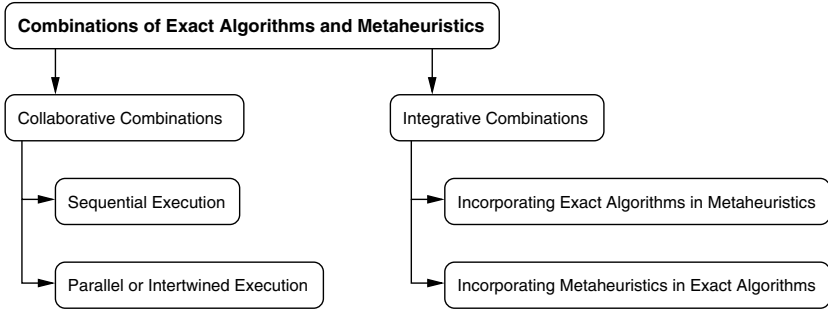 Combinations of Exact Algorithms and Metaheuristics
Collaborative Combinations
Integrative Combinations
Sequential Execution
Incorporating Exact Algorithms in Metaheuristics
Parallel or Intertwined Execution
Incorporating Metaheuristics in Exact Algorithms